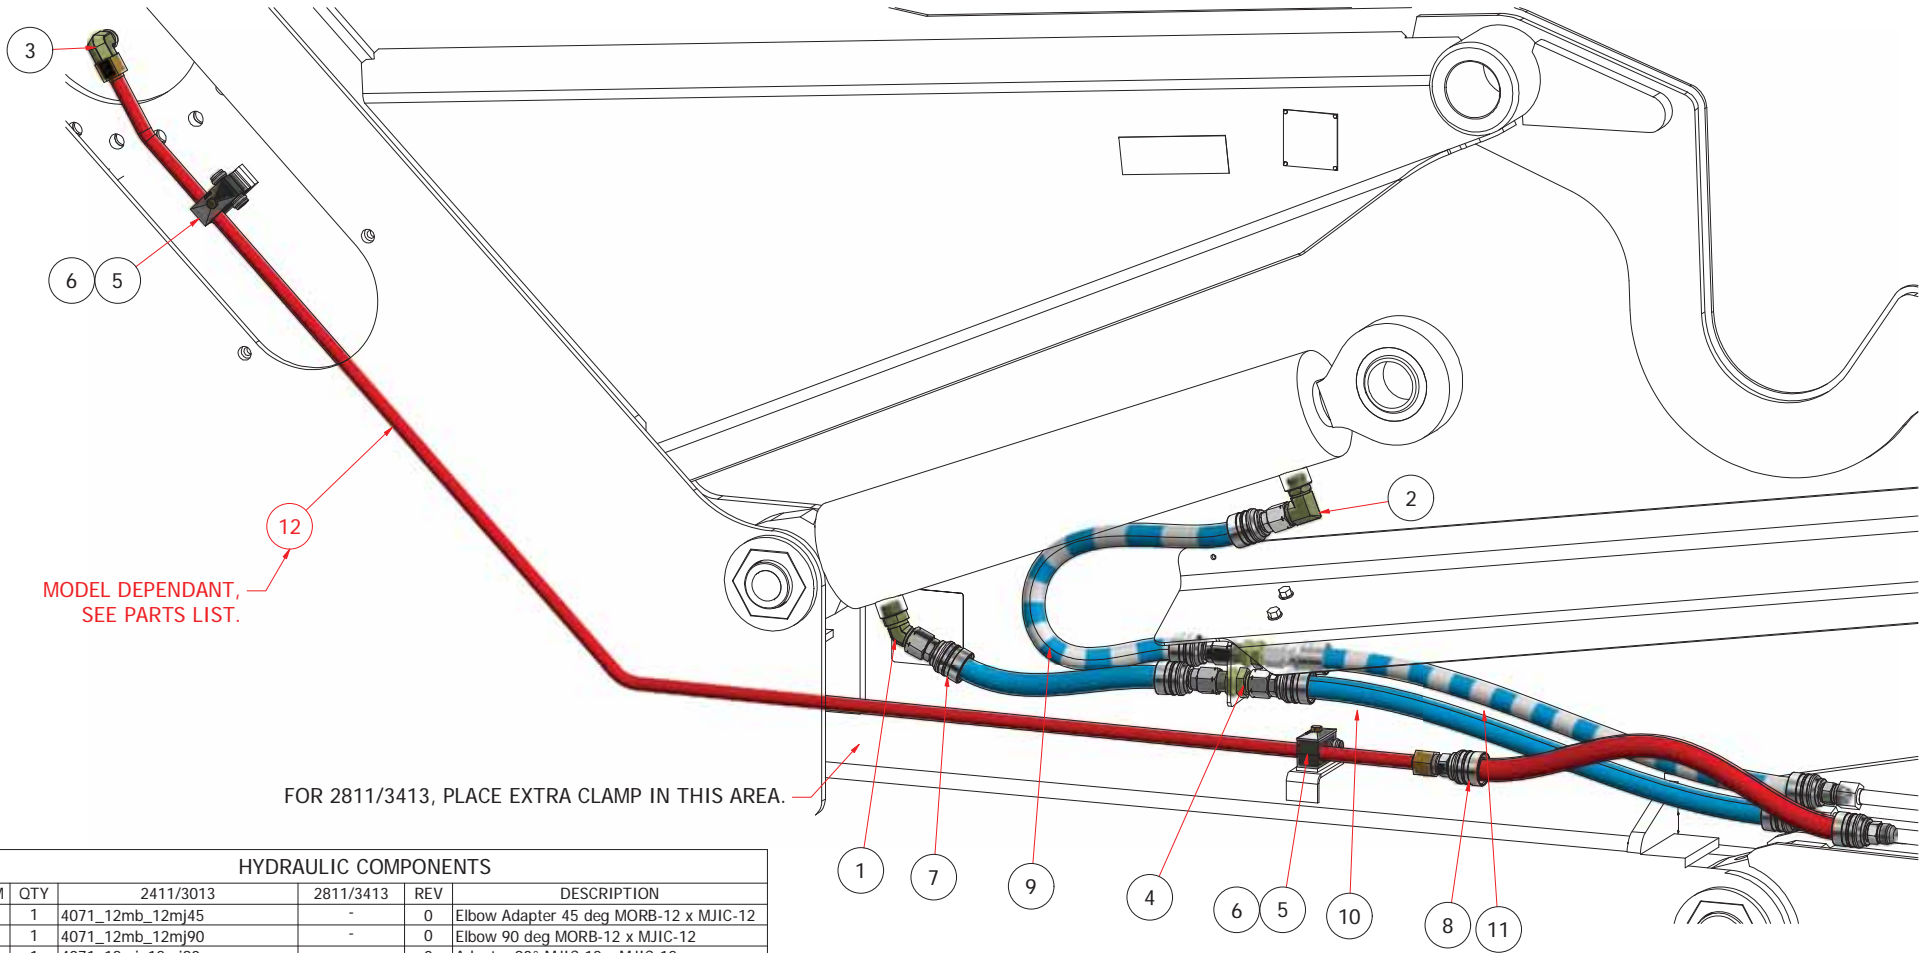 3
6 5
12
MODEL DEPENDANT,
SEE PARTS LIST.
2
FOR 2811/3413, PLACE EXTRA CLAMP IN THIS AREA.
1
7
9
4
6 5
10
8
11
HYDRAULIC COMPONENTS
QTY 2411/3013 2811/3413 REV DESCRIPTION
1 4071_12mb_12mj45 - 0 Elbow Adapter 45 deg MORB-12 x MJIC-12
1 4071_12mb_12mj90 - 0 Elbow 90 deg MORB-12 x MJIC-12